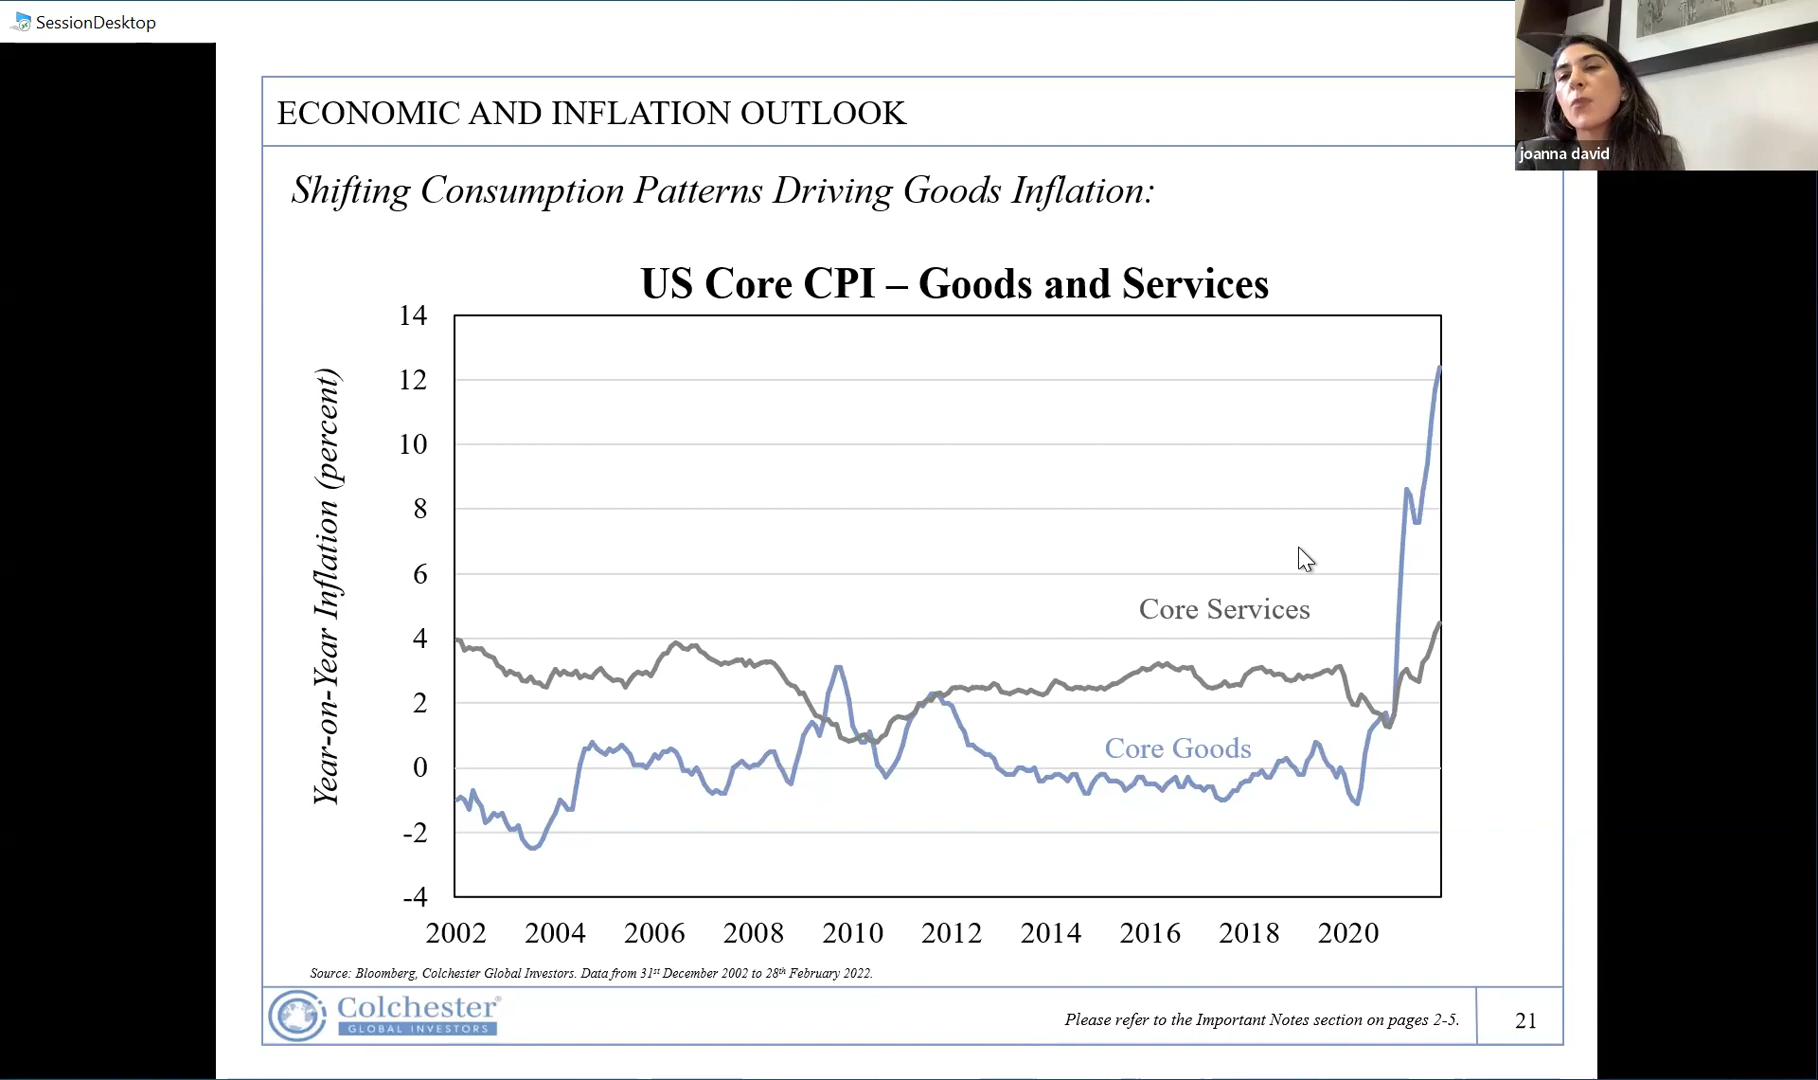 SessionDesktop
joanna david
ECONOMIC AND INFLATION OUTLOOK
Shifting Consumption Patterns Driving Goods Inflation:
US Core CPI – Goods and Services
Year-on-Year Inflation (percent)
14
12
10
8
6
4
2
0
-2
-4
Core Services
Core Goods
2002 2004 2006 2008 2010 2012 2014 2016 2018 2020
Source: Bloomberg, Colchester Global Investors. Data from 31st December 2002 to 28th February 2022.
Colchester®
GLOBAL INVESTORS
Please refer to the Important Notes section on pages 2-5.
21